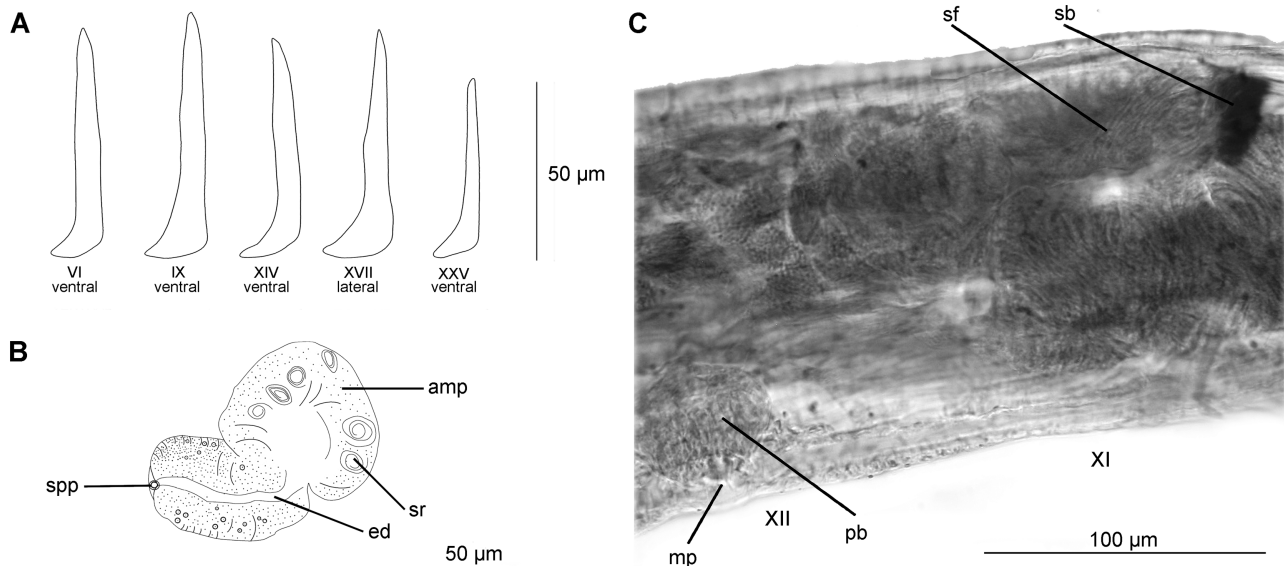 A
VI
ventral
IX
ventral
XIV
ventral
XVII
lateral
XXV
ventral
50 µm
B
amp
spp
sr
ed
50 µm
C
sf
sb
XI
XII
pb
mp
100 µm